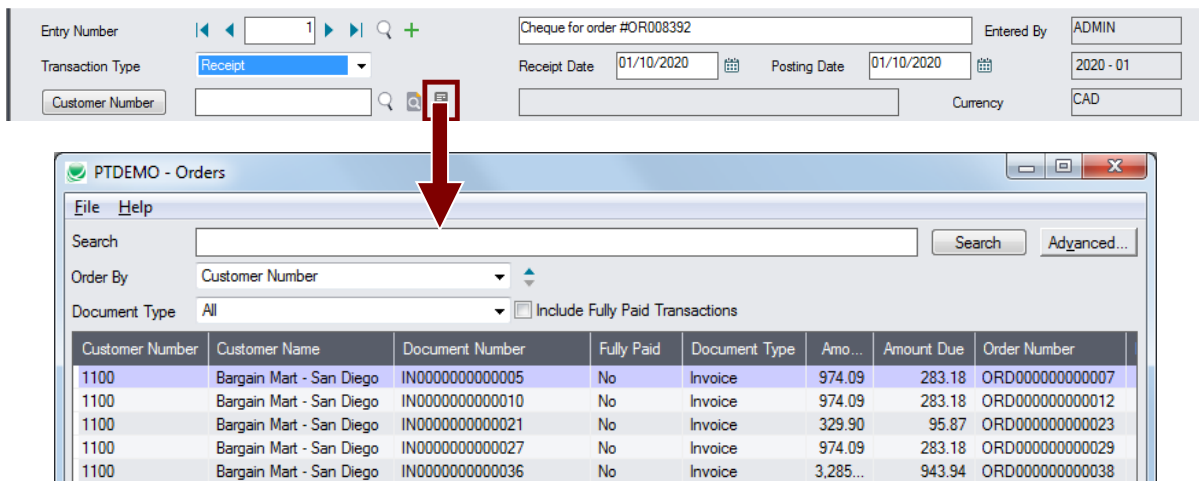 Entry Number 1 Cheque for order #OR008392 Entered By ADMIN
Transaction Type Receipt Receipt Date 01/10/2020 Posting Date 01/10/2020 2020 - 01
Customer Number Currency CAD
PTDEMO - Orders
File Help
Search Search Advanced...
Order By Customer Number
Document Type All Include Fully Paid Transactions
Customer Number Customer Name Document Number Fully Paid Document Type Amo... Amount Due Order Number
1100 Bargain Mart - San Diego IN0000000000005 No Invoice 974.09 283.18 ORD000000000007
1100 Bargain Mart - San Diego IN0000000000010 No Invoice 974.09 283.18 ORD000000000012
1100 Bargain Mart - San Diego IN0000000000021 No Invoice 329.90 95.87 ORD000000000023
1100 Bargain Mart - San Diego IN0000000000027 No Invoice 974.09 283.18 ORD000000000029
1100 Bargain Mart - San Diego IN0000000000036 No Invoice 3,285... 943.94 ORD000000000038